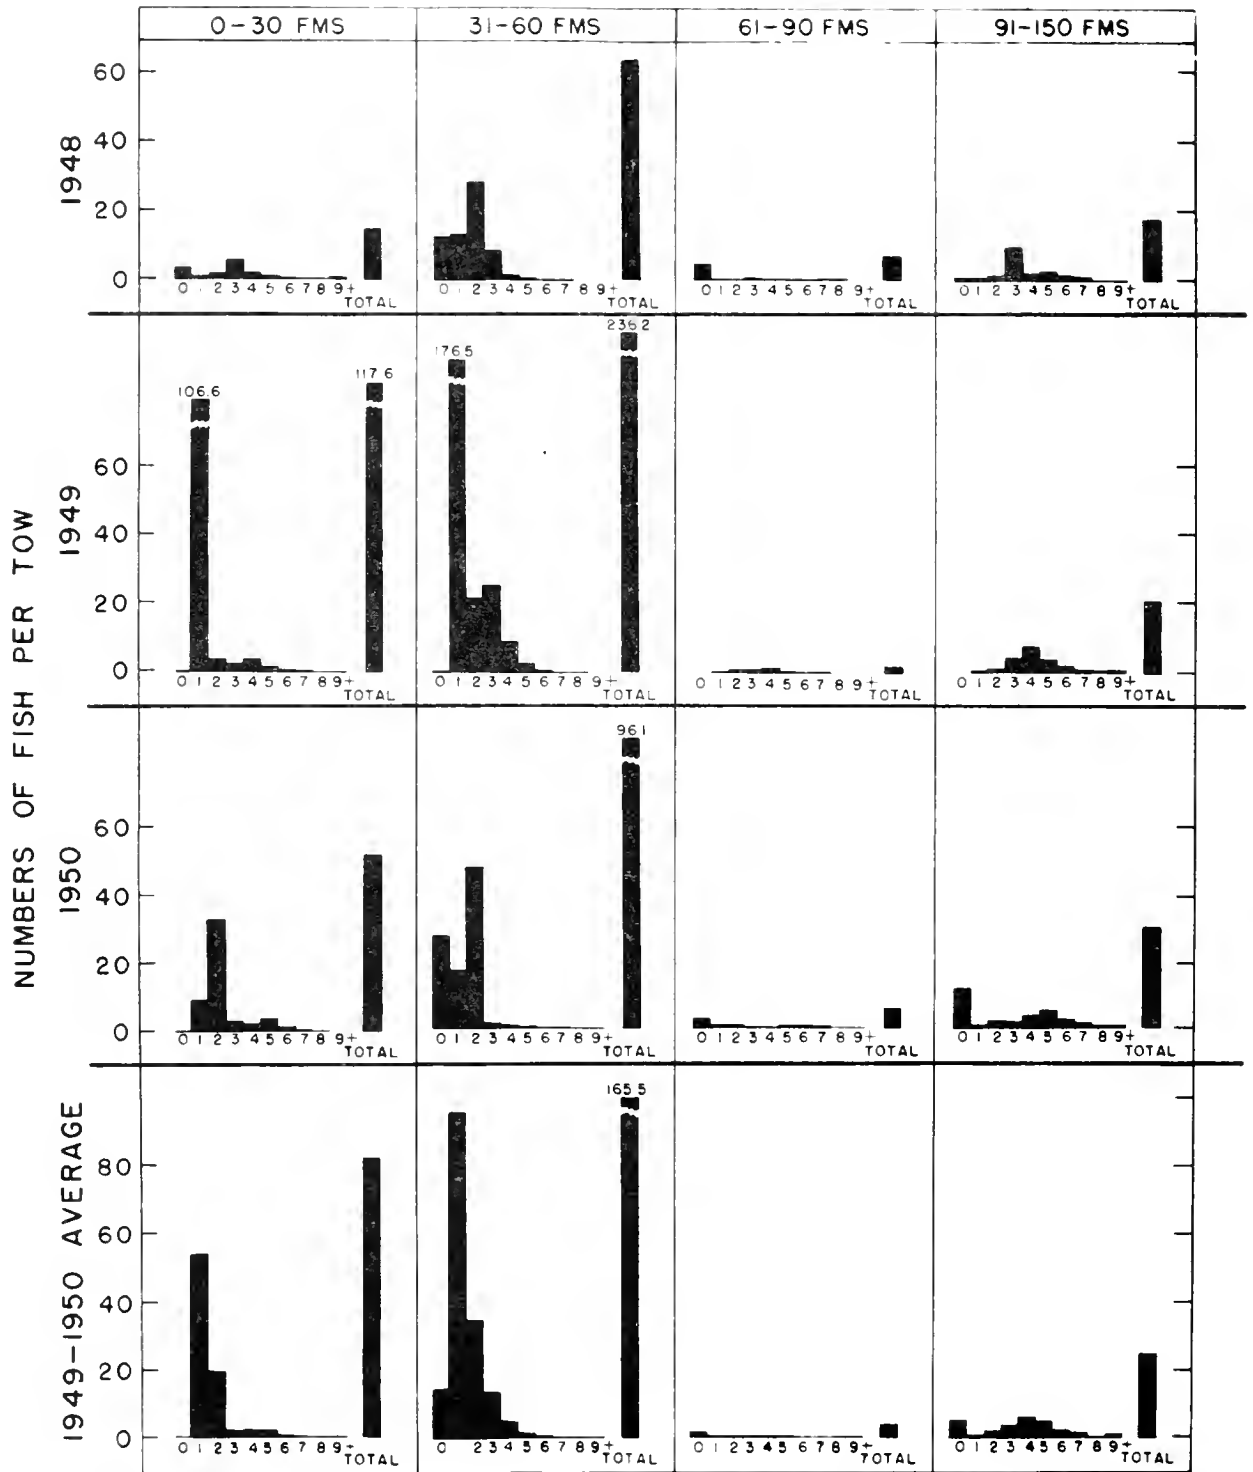 0-30 FMS 31-60 FMS 61-90 FMS 91-150 FMS
NUMBERS OF FISH PER TOW
1948
60
40
20
0
0 1 2 3 4 5 6 7 8 9+ TOTAL
0 1 2 3 4 5 6 7 8 9+ TOTAL
0 1 2 3 4 5 6 7 8 9+ TOTAL
0 1 2 3 4 5 6 7 8 9+ TOTAL
1949
106.6
117.6
176.5
236.2
60
40
20
0
0 1 2 3 4 5 6 7 8 9+ TOTAL
0 1 2 3 4 5 6 7 8 9+ TOTAL
0 1 2 3 4 5 6 7 8 9+ TOTAL
0 1 2 3 4 5 6 7 8 9+ TOTAL
1950
96.1
60
40
20
0
0 1 2 3 4 5 6 7 8 9+ TOTAL
0 1 2 3 4 5 6 7 8 9+ TOTAL
0 1 2 3 4 5 6 7 8 9+ TOTAL
0 1 2 3 4 5 6 7 8 9+ TOTAL
1949-1950 AVERAGE
165.5
80
60
40
20
0
0 1 2 3 4 5 6 7 8 9+ TOTAL
0 1 2 3 4 5 6 7 8 9+ TOTAL
0 1 2 3 4 5 6 7 8 9+ TOTAL
0 1 2 3 4 5 6 7 8 9+ TOTAL